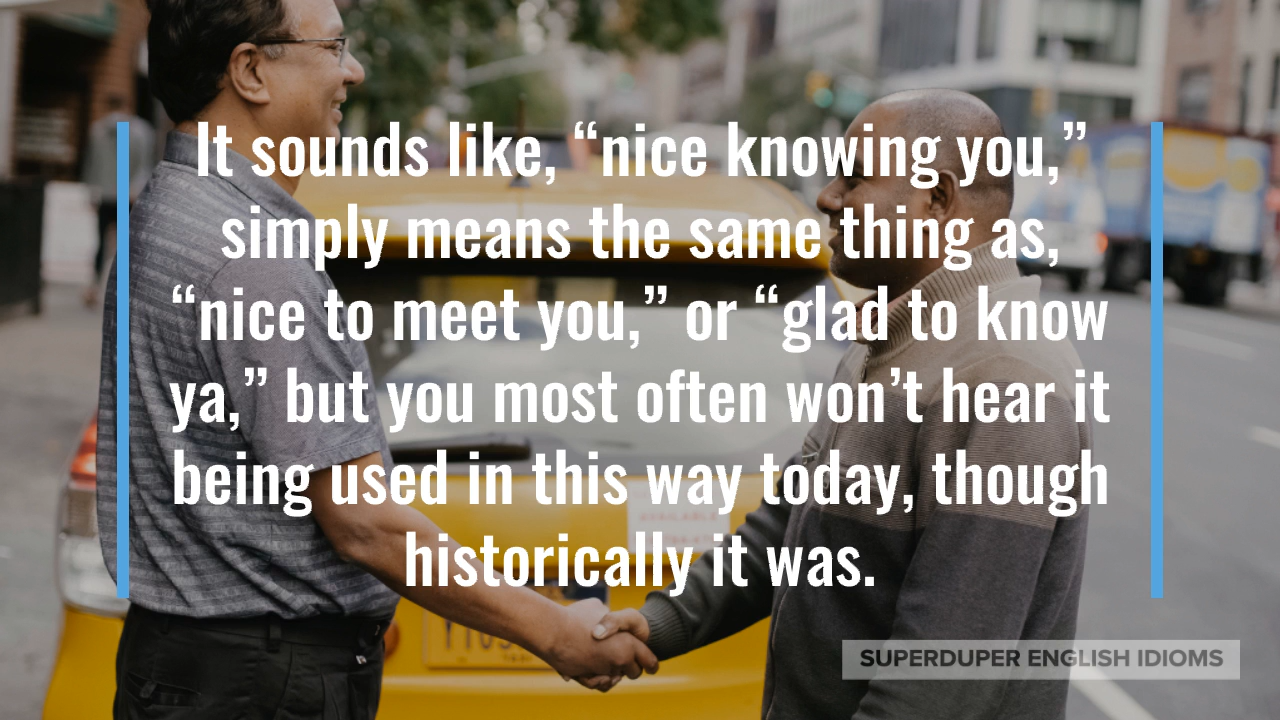 It sounds like, “nice knowing you,”
simply means the same thing as,
“nice to meet you,” or “glad to know
ya,” but you most often won’t hear it
being used in this way today, though
historically it was.
SUPERDUPER ENGLISH IDIOMS